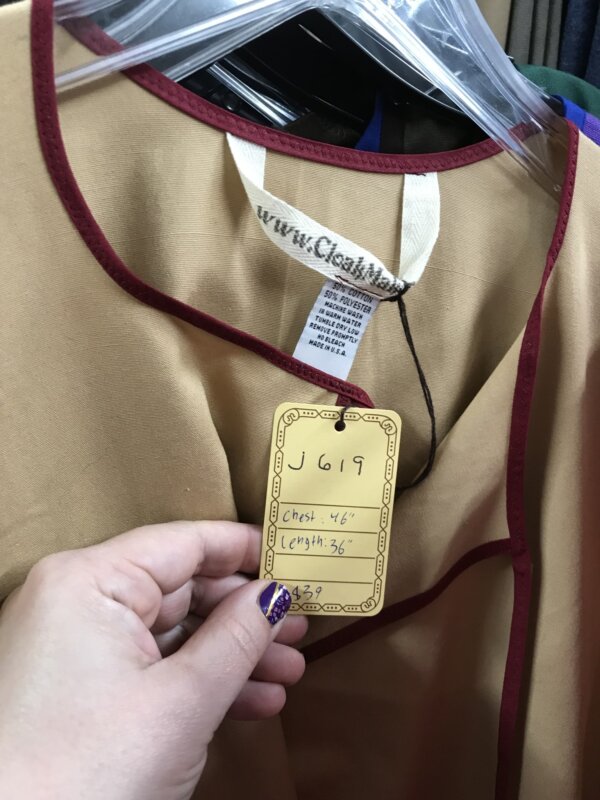 www.CloakMak
50% COTTON
50% POLYESTER
MACHINE WASH
IN WARM WATER
TUMBLE DRY LOW
REMOVE PROMPTLY
NO BLEACH
MADE IN U.S.A.
J619
Chest: 46"
Length: 36"
$39